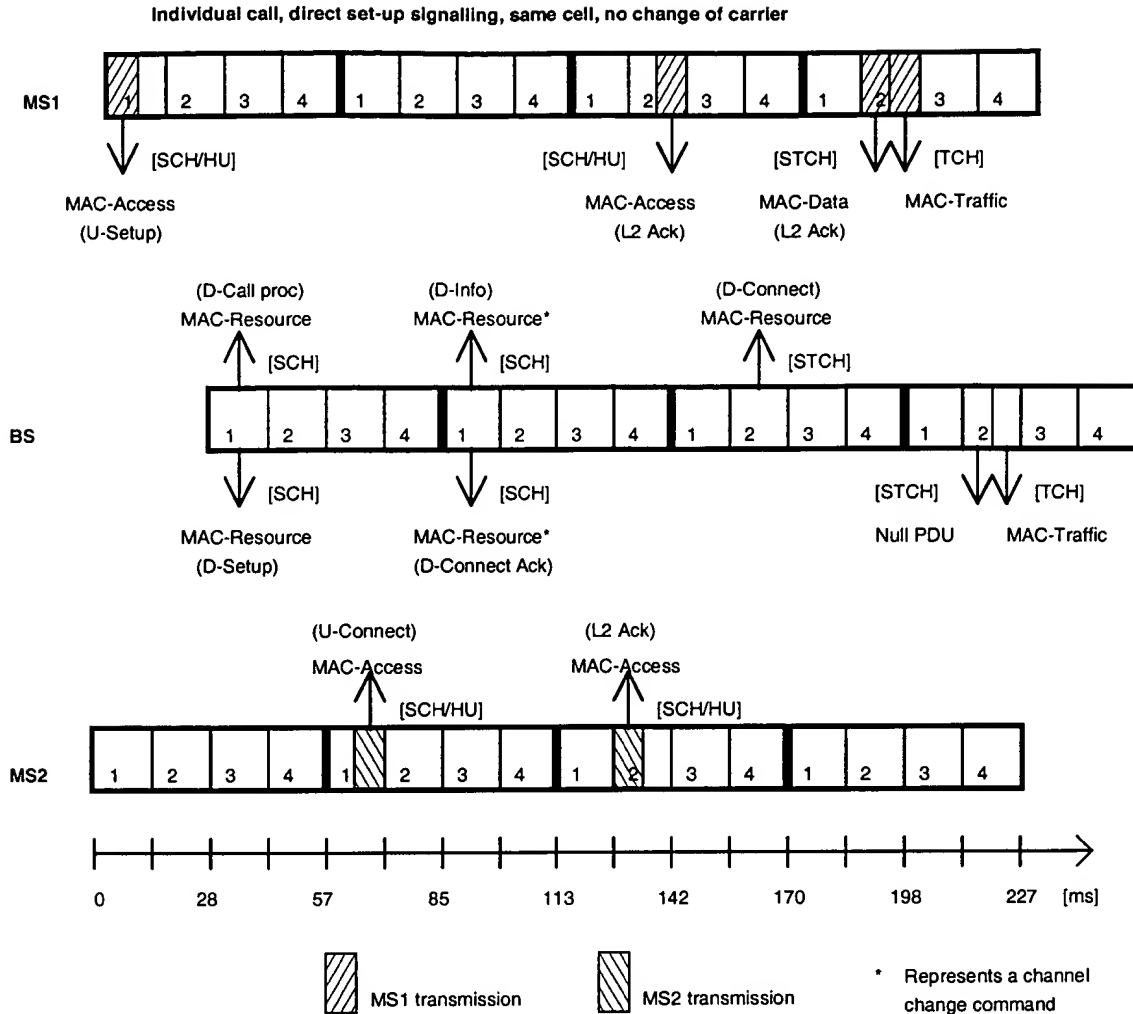 Individual call, direct set-up signalling, same cell, no change of carrier
MS1
1 2 3 4 1 2 3 4 1 2 3 4 1 2 3 4
[SCH/HU] [SCH/HU] [STCH] [TCH]
MAC-Access MAC-Access MAC-Data MAC-Traffic
(U-Setup) (L2 Ack) (L2 Ack)
(D-Call proc) (D-Info) (D-Connect)
MAC-Resource MAC-Resource* MAC-Resource
[SCH] [SCH] [STCH]
BS
1 2 3 4 1 2 3 4 1 2 3 4 1 2 3 4
[SCH] [SCH] [STCH] [TCH]
MAC-Resource MAC-Resource* Null PDU MAC-Traffic
(D-Setup) (D-Connect Ack)
(U-Connect) (L2 Ack)
MAC-Access MAC-Access
[SCH/HU] [SCH/HU]
MS2
1 2 3 4 1 2 3 4 1 2 3 4 1 2 3 4
0 28 57 85 113 142 170 198 227 [ms]
MS1 transmission MS2 transmission * Represents a channel
change command